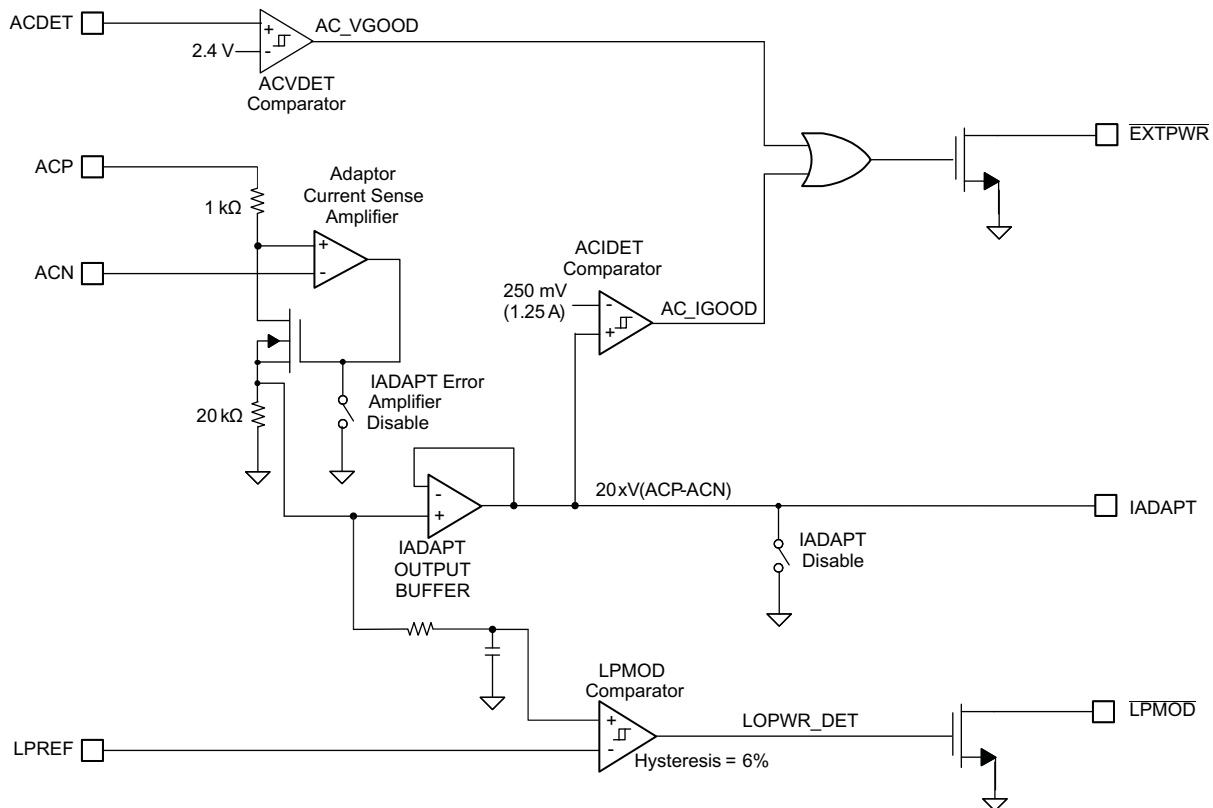 ACDET
2.4 V
+
-
AC_VGOOD
ACVDET
Comparator
EXTPWR
ACP
1 kΩ
Adaptor
Current Sense
Amplifier
+
-
ACN
ACIDET
Comparator
250 mV
(1.25 A)
-
+
AC_IGOOD
IADAPT Error
Amplifier
Disable
20 kΩ
-
+
IADAPT
OUTPUT
BUFFER
20 x V(ACP-ACN)
IADAPT
IADAPT
Disable
LPMOD
Comparator
+
-
LOPWR_DET
Hysteresis = 6%
LPMOD
LPREF